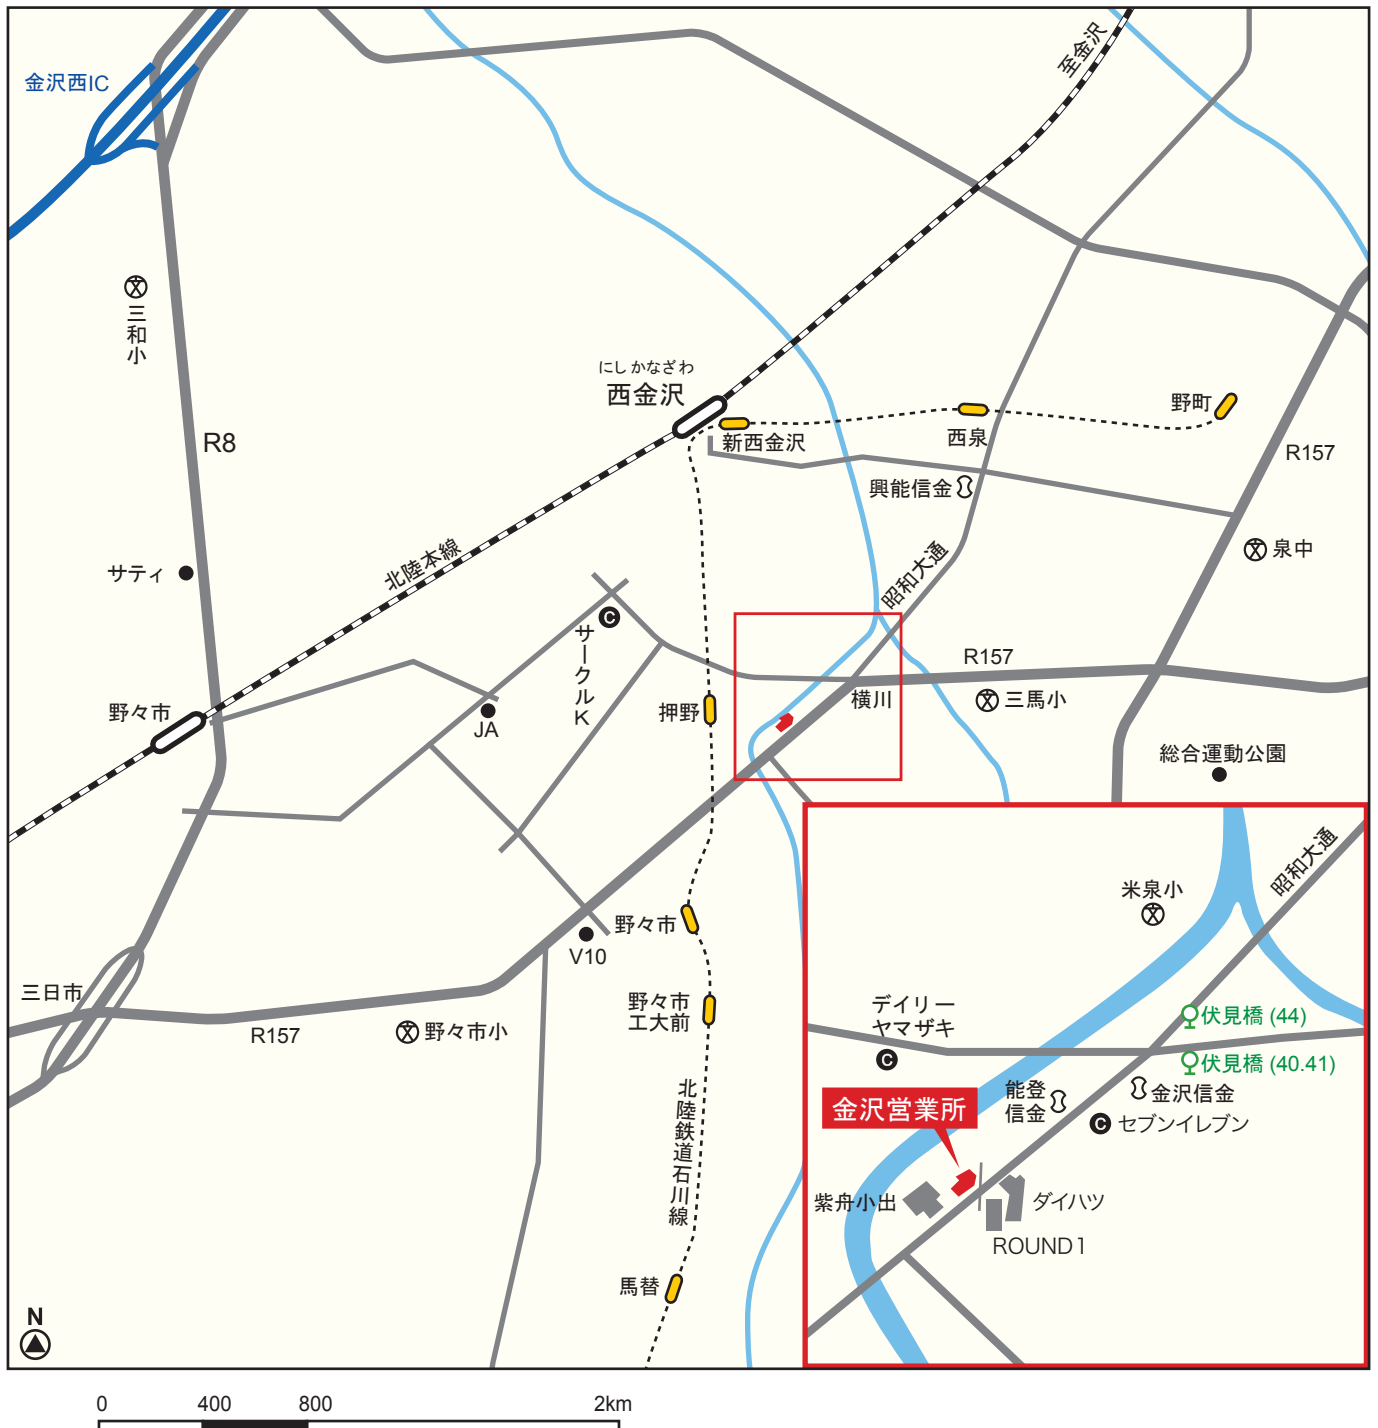 至金沢
金沢西IC
三和小
にしかなざわ
西金沢
野町
新西金沢
西泉
R8
R157
興能信金
泉中
北陸本線
昭和大通
サティ
C
サークルK
R157
野々市
JA
押野
横川
三馬小
総合運動公園
昭和大通
米泉小
野々市
V10
三日市
野々市
工大前
R157
野々市小
デイリー
ヤマザキ
C
伏見橋 (44)
伏見橋 (40.41)
能登
信金
金沢信金
C
セブンイレブン
金沢営業所
北陸鉄道石川線
紫舟小出
ダイハツ
ROUND1
馬替
N
0 400 800 2km